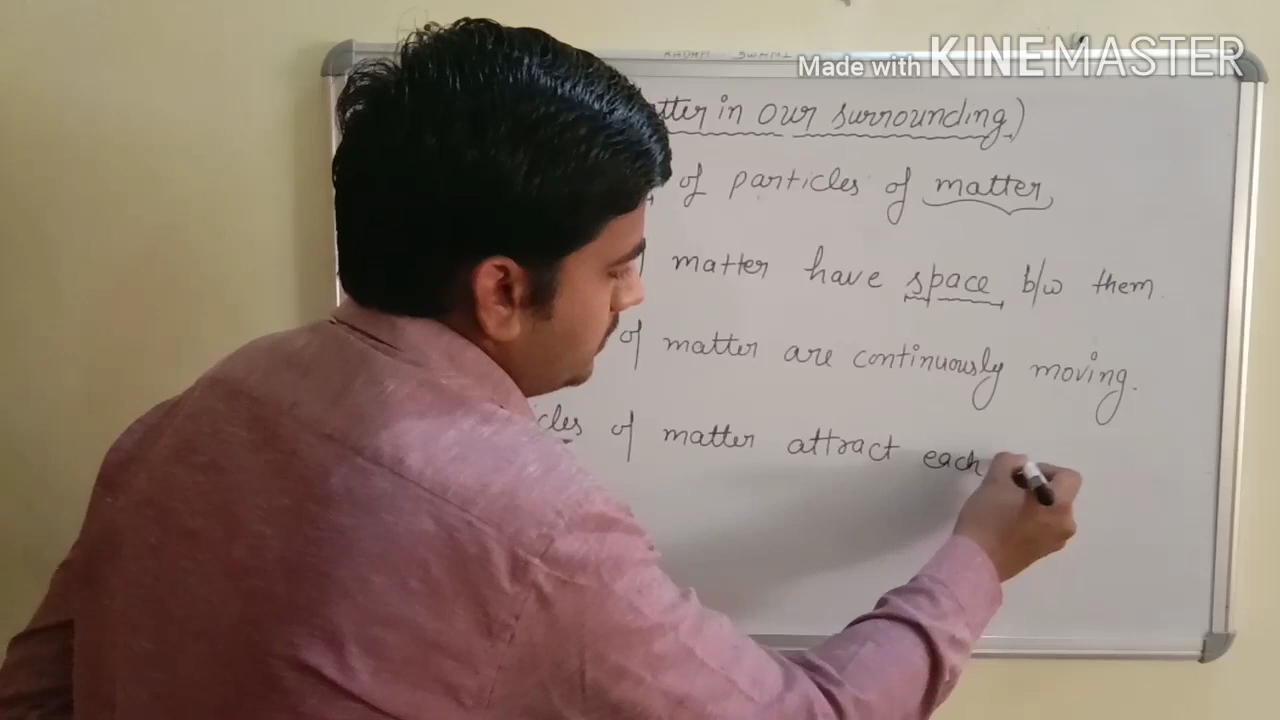 Made with KINEMASTER
tter in our surrounding)
of particles of matter
matter have space b/w them.
of matter are continuously moving.
cles of matter attract each